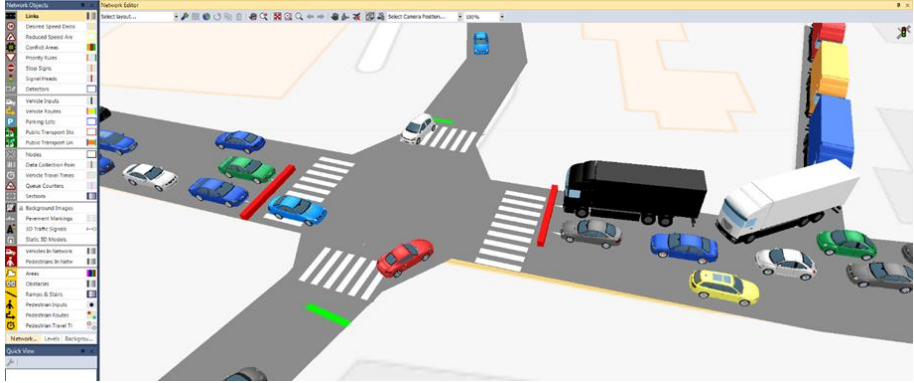 Network Objects
Network Editor
Select layout...
Select Camera Position...
100%
Links
Desired Speed Decis
Reduced Speed Are
Conflict Areas
Priority Rules
Stop Signs
Signal Heads
Detectors
Vehicle Inputs
Vehicle Routes
Parking Lots
Public Transport Sto
Public Transport Lin
Nodes
Data Collection Poin
Vehicle Travel Times
Queue Counters
Sections
Background Images
Pavement Markings
3D Traffic Signals
Static 3D Models
Vehicles In Network
Pedestrians In Netw
Areas
Obstacles
Ramps & Stairs
Pedestrian Inputs
Pedestrian Routes
Pedestrian Travel Ti
Network... Levels Backgrou...
Quick View